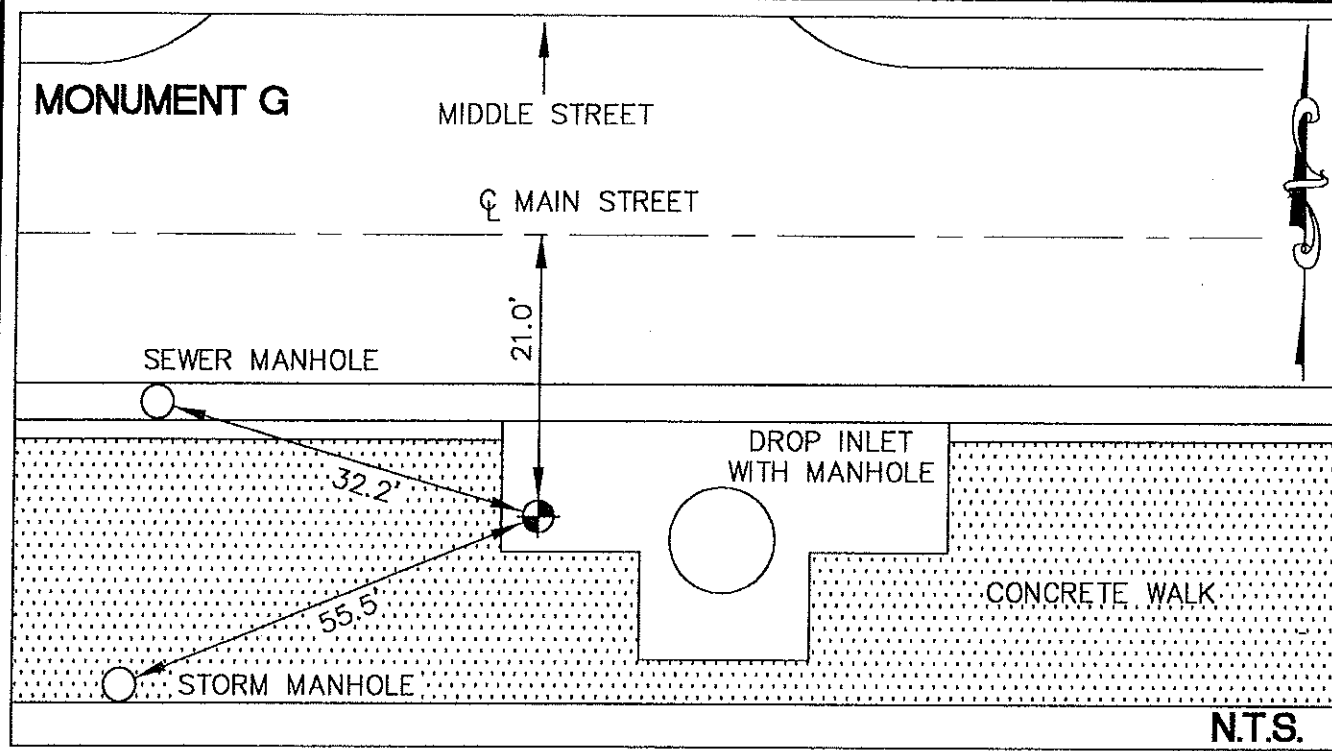 MONUMENT G
MIDDLE STREET
℄ MAIN STREET
21.0'
SEWER MANHOLE
DROP INLET
WITH MANHOLE
32.2'
55.5'
CONCRETE WALK
STORM MANHOLE
N.T.S.